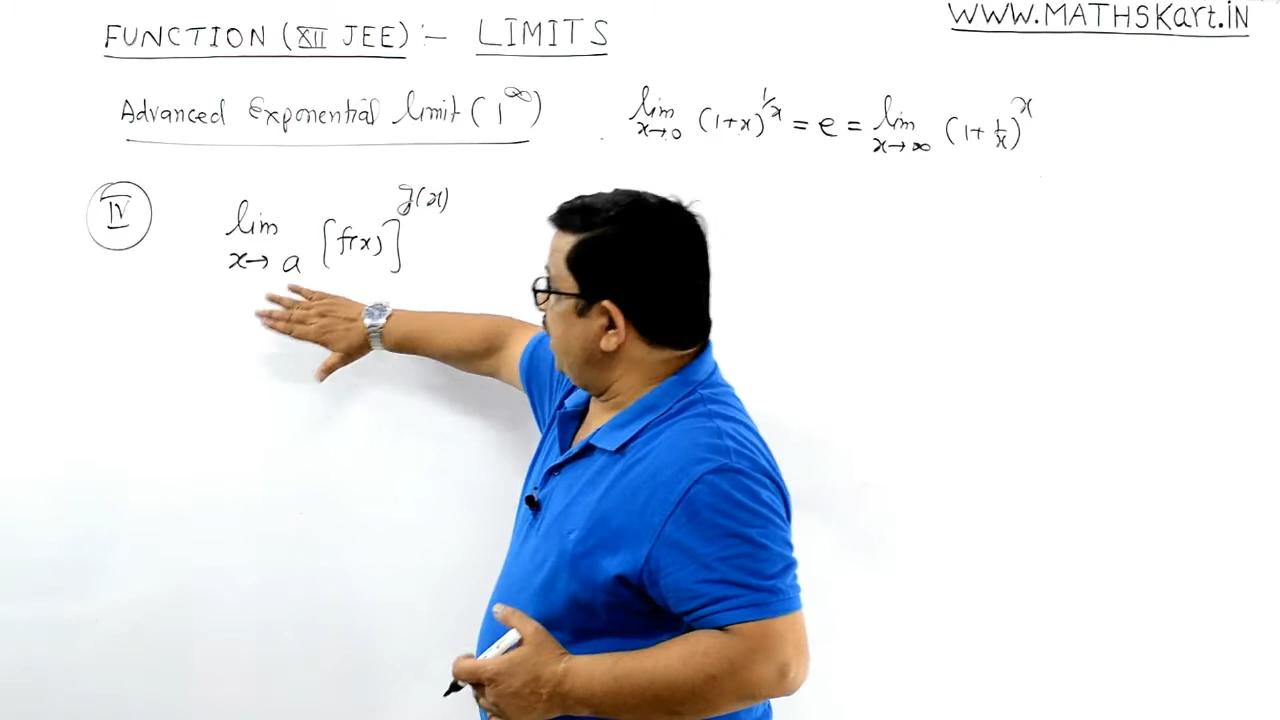 FUNCTION (XII JEE) :- LIMITS
WWW.MATHSKart.IN
Advanced Exponential limit (1^∞)
lim x→0 (1+x)^1/x = e = lim x→∞ (1+1/x)^x
IV lim x→a [f(x)]^g(x)